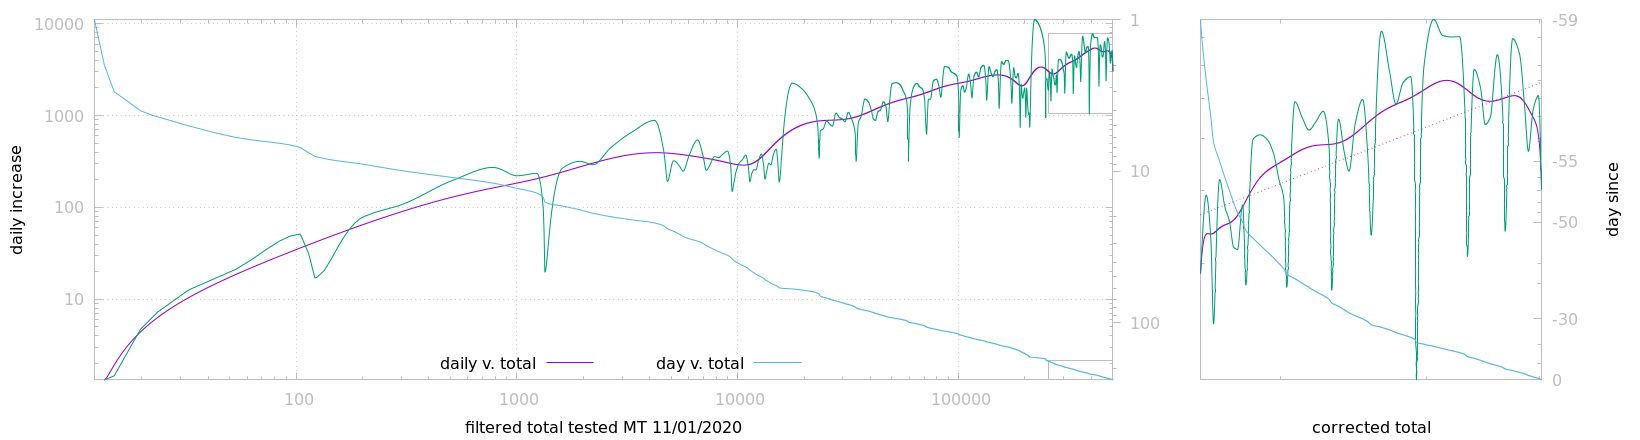 10000
1000
100
10
daily increase
100
1000
10000
100000
filtered total tested MT 11/01/2020
daily v. total
day v. total
1
10
100
-59
-55
-50
-30
0
day since
corrected total